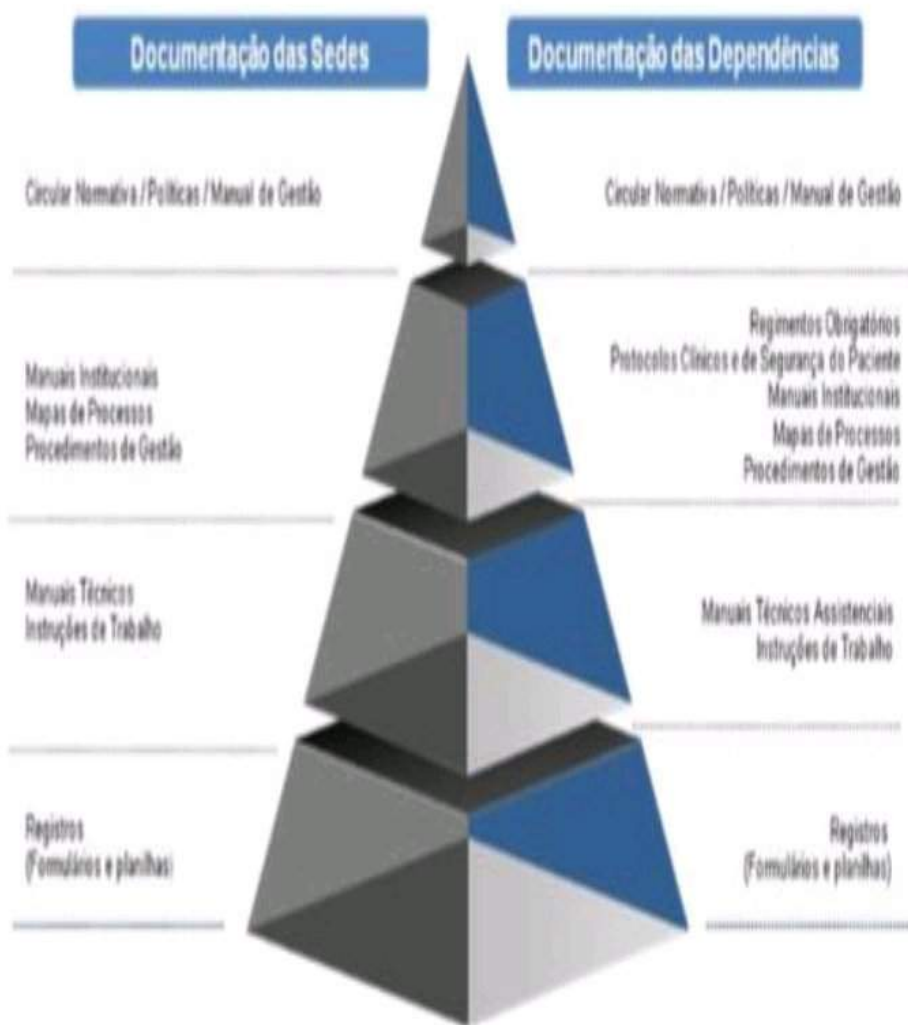 Documentação das Sedes
Documentação das Dependências
Circular Normativa / Políticas / Manual de Gestão
Circular Normativa / Políticas / Manual de Gestão
Manuais Institucionais
Mapas de Processos
Procedimentos de Gestão
Regimentos Obrigatórios
Protocolos Clínicos e de Segurança do Paciente
Manuais Institucionais
Mapas de Processos
Procedimentos de Gestão
Manuais Técnicos
Instruções de Trabalho
Manuais Técnicos Assistenciais
Instruções de Trabalho
Registros
(Formulários e planilhas)
Registros
(Formulários e planilhas)